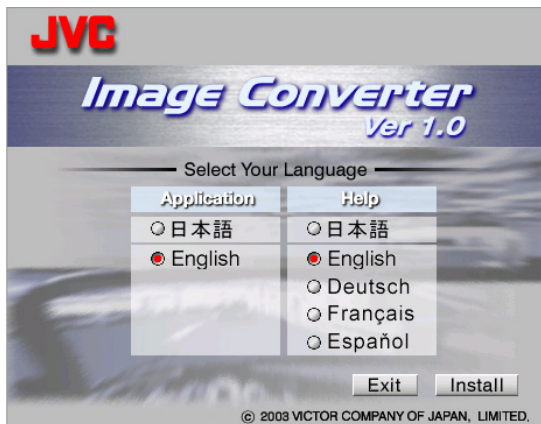 JVC
Image Converter
Ver 1.0
Select Your Language
Application
日本語
English
Help
日本語
English
Deutsch
Français
Espaňol
Exit
Install
© 2003 VICTOR COMPANY OF JAPAN, LIMITED.